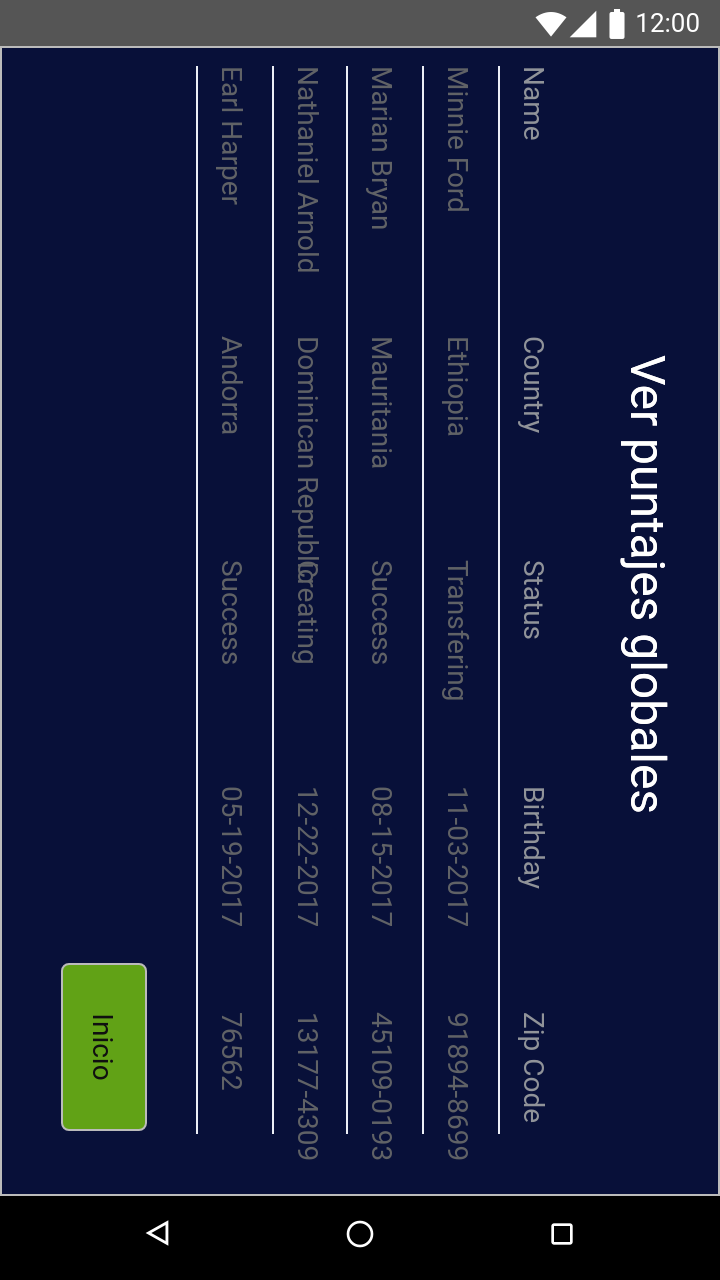 12:00
Ver puntajes globales
Name Country Status Birthday Zip Code
Minnie Ford Ethiopia Transfering 11-03-2017 91894-8699
Marian Bryan Mauritania Success 08-15-2017 45109-0193
Nathaniel Arnold Dominican Republic Creating 12-22-2017 13177-4309
Earl Harper Andorra Success 05-19-2017 76562
Inicio